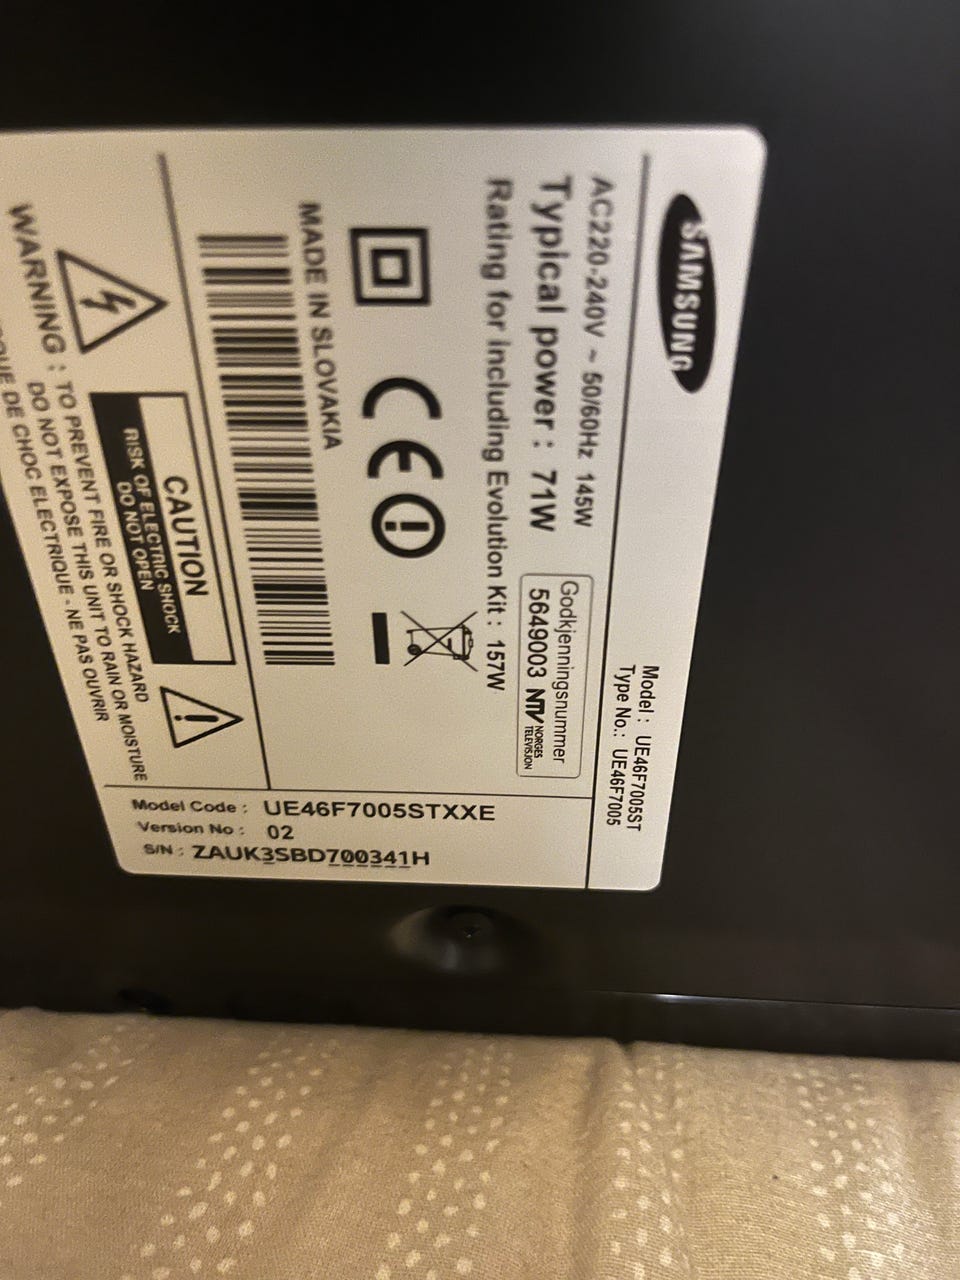 SAMSUNG
Model : UE46F7005ST
Type No.: UE46F7005
AC220-240V ~ 50/60Hz 145W
Typical power : 71W
Rating for including Evolution Kit : 157W
Godkjenningsnummer
5649003 NTV NORGES
TELEVISJON
CE
MADE IN SLOVAKIA
CAUTION
RISK OF ELECTRIC SHOCK
DO NOT OPEN
WARNING : TO PREVENT FIRE OR SHOCK HAZARD
DO NOT EXPOSE THIS UNIT TO RAIN OR MOISTURE
DE CHOC ELECTRIQUE - NE PAS OUVRIR
Model Code : UE46F7005STXXE
Version No : 02
S/N : ZAUK3SBD700341H